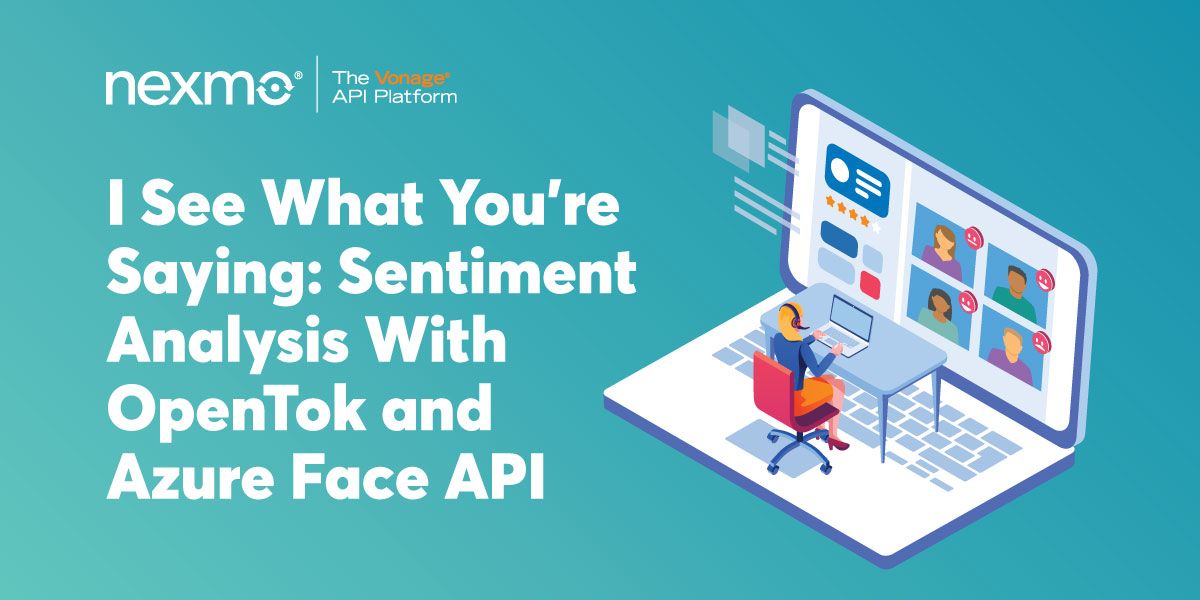 nexmo®
The Vonage®
API Platform
I See What You’re
Saying: Sentiment
Analysis With
OpenTok and
Azure Face API